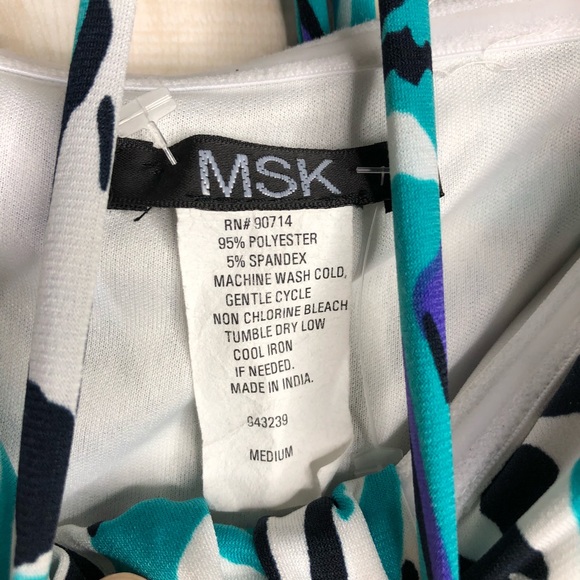 MSK
RN# 90714
95% POLYESTER
5% SPANDEX
MACHINE WASH COLD,
GENTLE CYCLE
NON CHLORINE BLEACH
TUMBLE DRY LOW
COOL IRON
IF NEEDED.
MADE IN INDIA.
G43239
MEDIUM